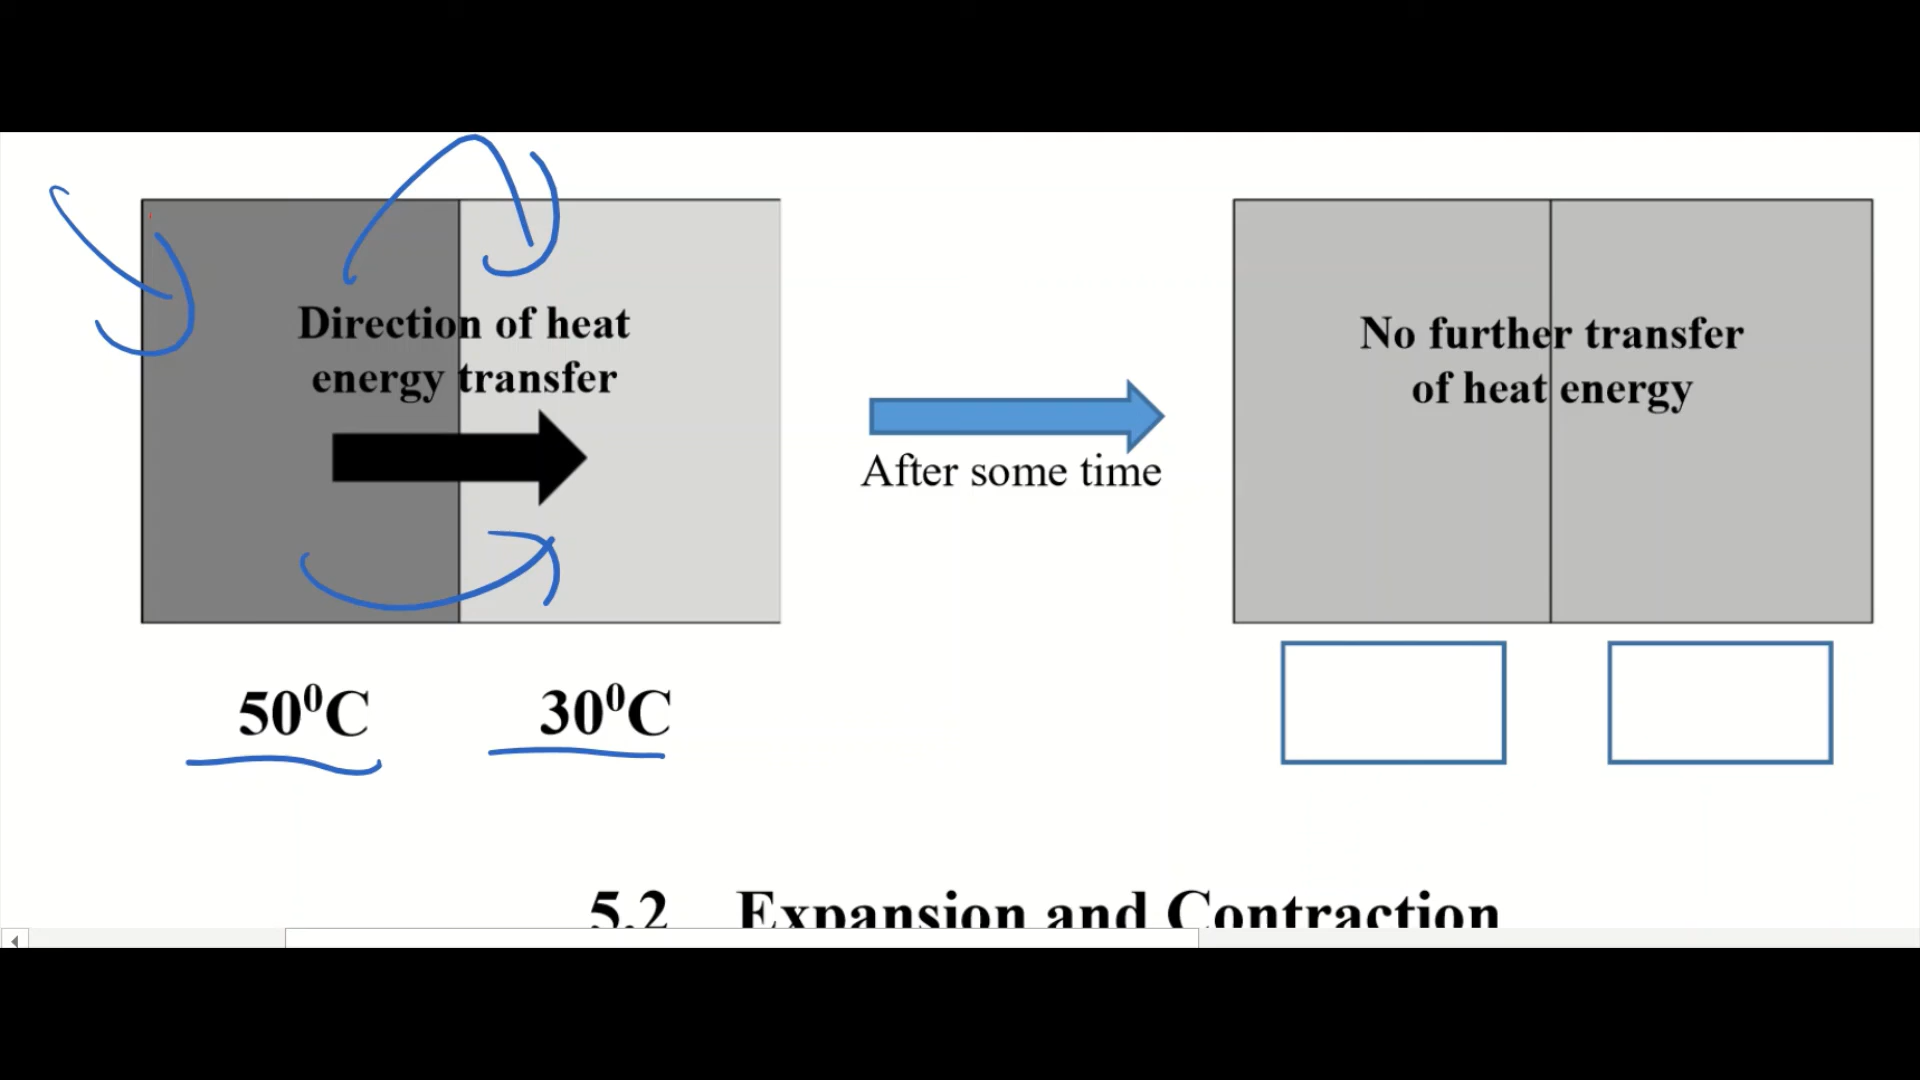 Direction of heat
energy transfer
50⁰C
30⁰C
After some time
No further transfer
of heat energy
5.2 Expansion and Contraction